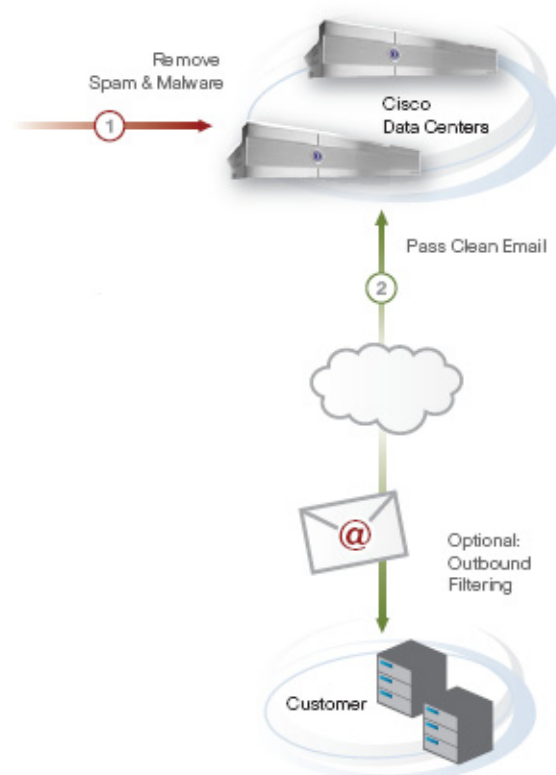 Remove
Spam & Malware
1
Cisco
Data Centers
Pass Clean Email
2
@
Optional:
Outbound
Filtering
Customer